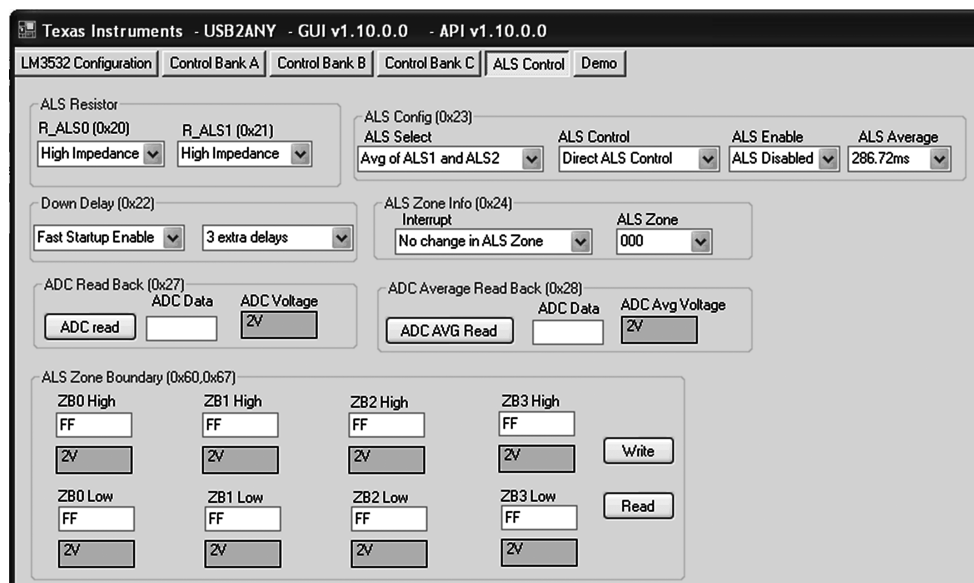 Texas Instruments - USB2ANY - GUI v1.10.0.0 - API v1.10.0.0
LM3532 Configuration Control Bank A Control Bank B Control Bank C ALS Control Demo
ALS Resistor
R_ALS0 (0x20) R_ALS1 (0x21)
High Impedance High Impedance
ALS Config (0x23)
ALS Select ALS Control ALS Enable ALS Average
Avg of ALS1 and ALS2 Direct ALS Control ALS Disabled 286.72ms
Down Delay (0x22)
Fast Startup Enable 3 extra delays
ALS Zone Info (0x24)
Interrupt ALS Zone
No change in ALS Zone 000
ADC Read Back (0x27)
ADC Data ADC Voltage
ADC read 2V
ADC Average Read Back (0x28)
ADC Data ADC Avg Voltage
ADC AVG Read 2V
ALS Zone Boundary (0x60,0x67)
ZB0 High ZB1 High ZB2 High ZB3 High
FF FF FF FF
2V 2V 2V 2V
Write
ZB0 Low ZB1 Low ZB2 Low ZB3 Low
FF FF FF FF
2V 2V 2V 2V
Read